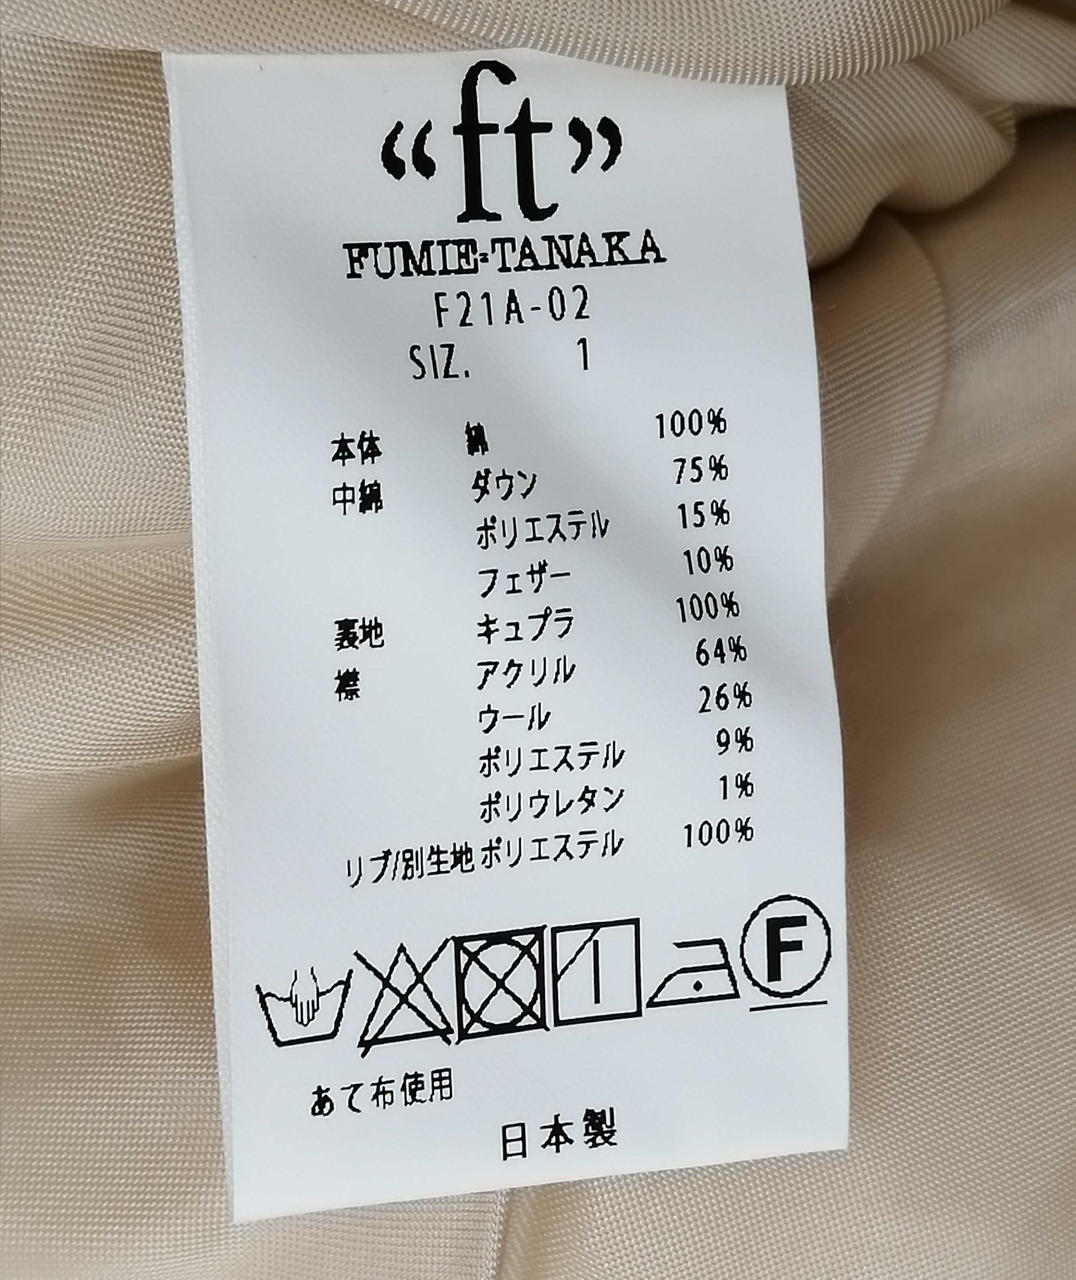 “ft”
FUMIE=TANAKA
F21A-02
SIZ. 1
本体 綿 100%
中綿 ダウン 75%
ポリエステル 15%
フェザー 10%
裏地 キュプラ 100%
襟 アクリル 64%
ウール 26%
ポリエステル 9%
ポリウレタン 1%
リブ/別生地 ポリエステル 100%
F
あて布使用
日本製